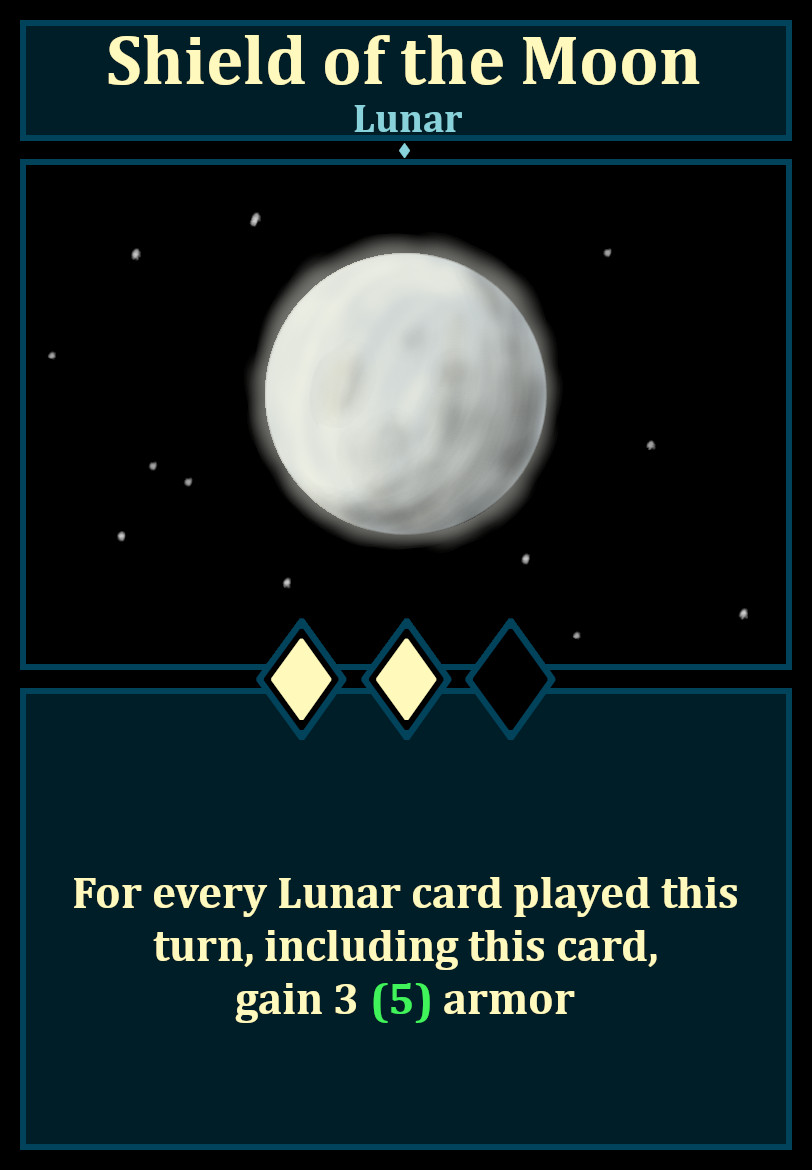 Shield of the Moon
Lunar
For every Lunar card played this
turn, including this card,
gain 3 (5) armor